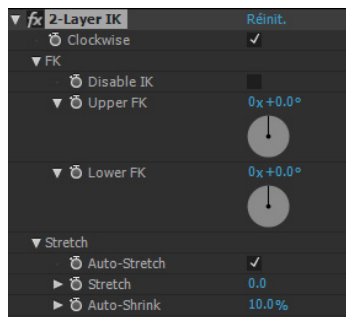 fx 2-Layer IK Réinit.
Clockwise
FK
Disable IK
Upper FK 0x+0.0°
Lower FK 0x+0.0°
Stretch
Auto-Stretch
Stretch 0.0
Auto-Shrink 10.0%